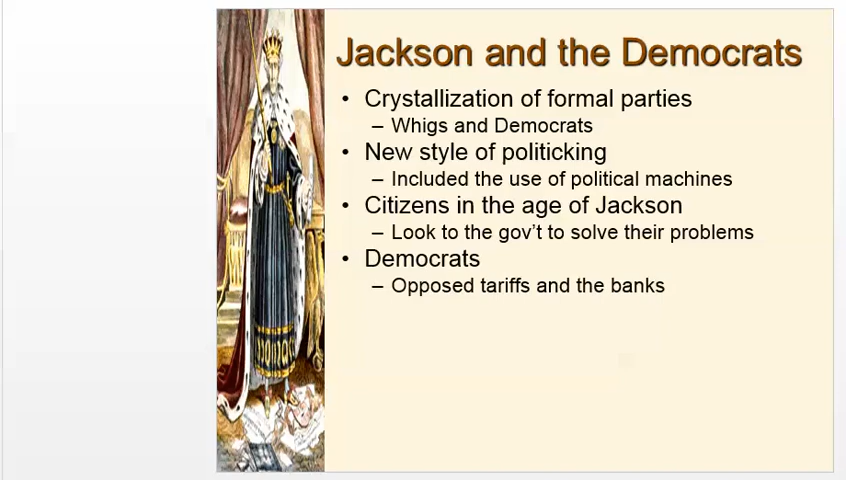 Jackson and the Democrats
• Crystallization of formal parties
– Whigs and Democrats
• New style of politicking
– Included the use of political machines
• Citizens in the age of Jackson
– Look to the gov't to solve their problems
• Democrats
– Opposed tariffs and the banks